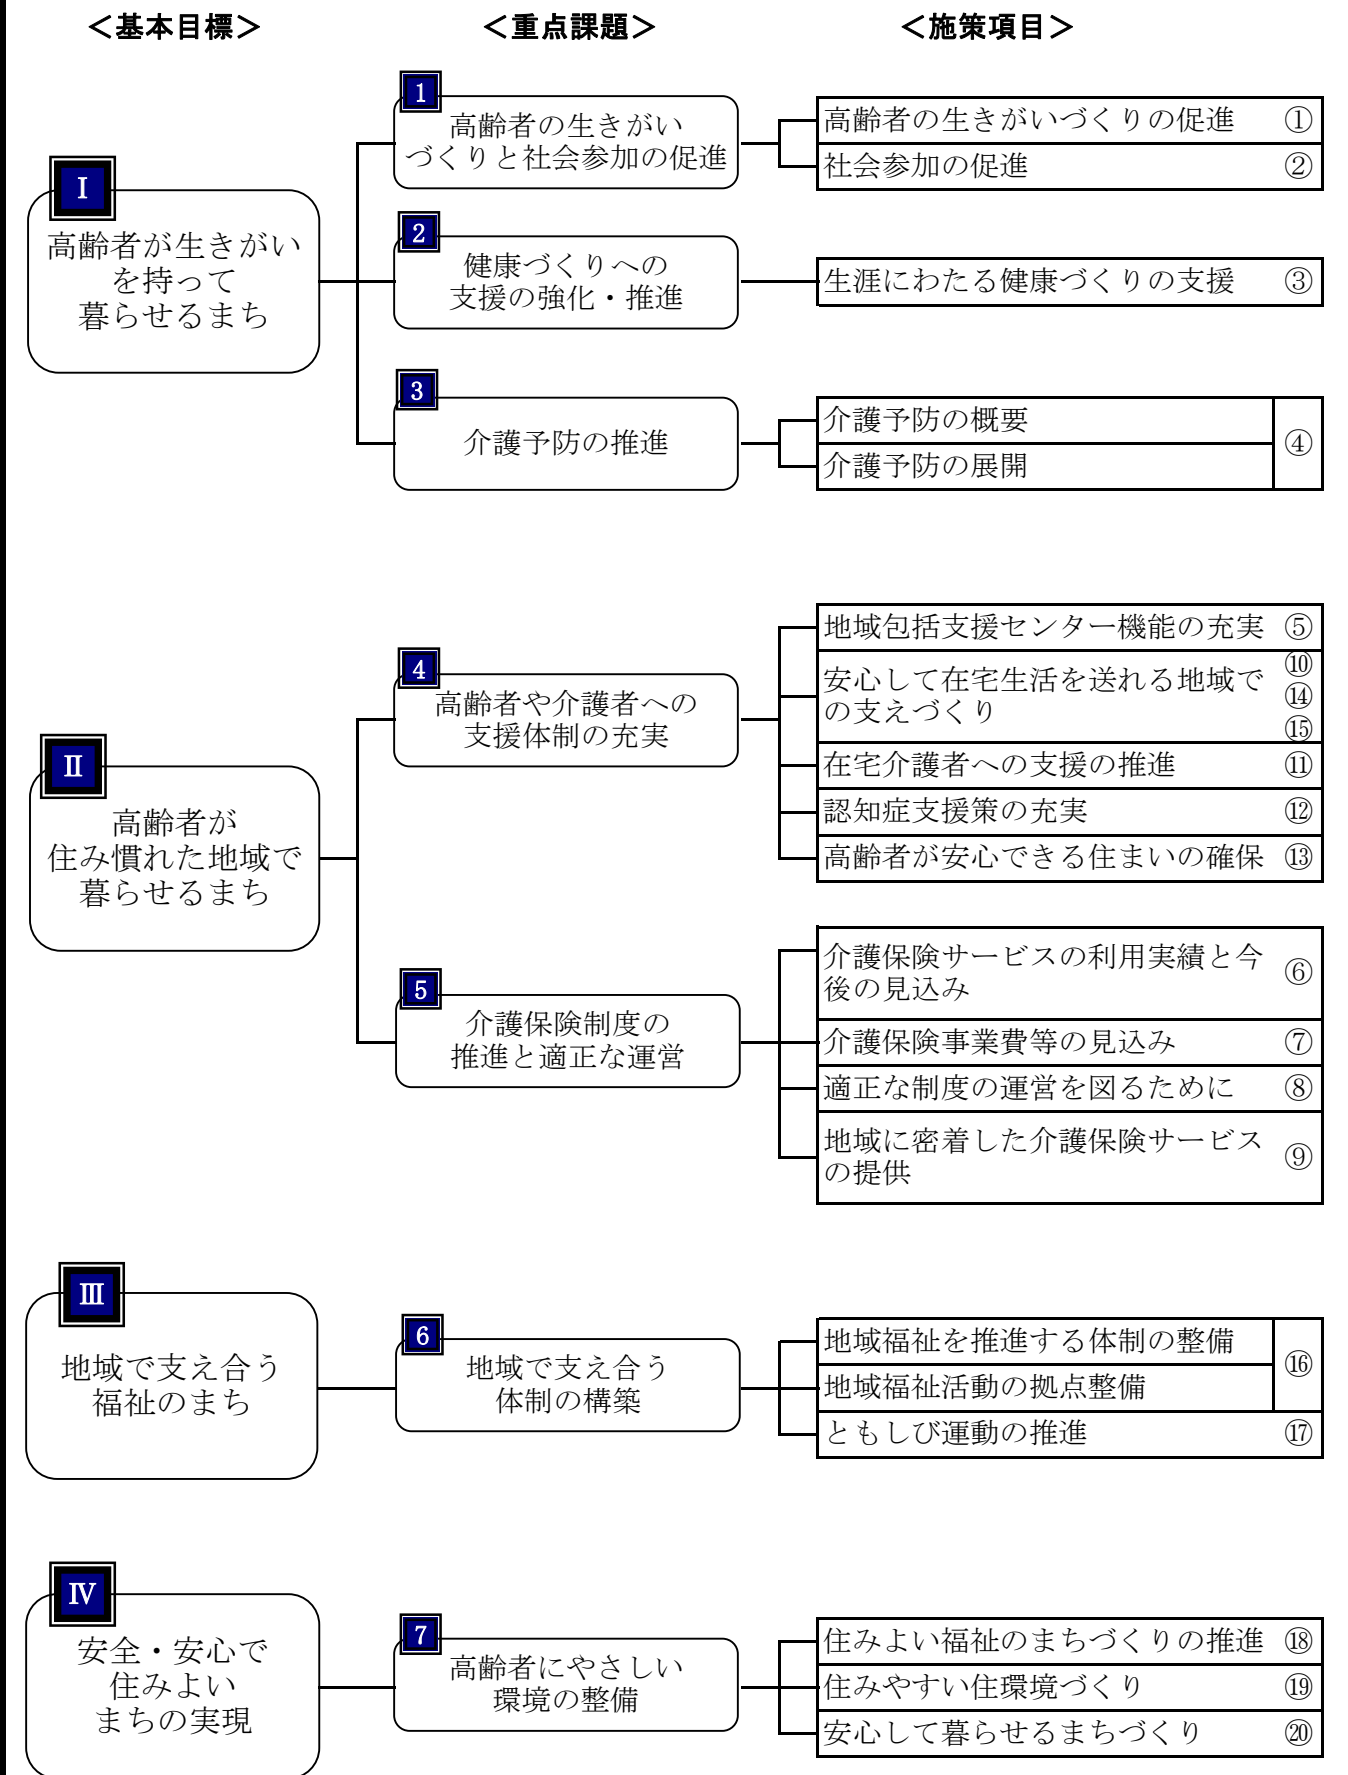 ＜基本目標＞
＜重点課題＞
＜施策項目＞
Ⅰ
高齢者が生きがい
を持って
暮らせるまち
1
高齢者の生きがい
づくりと社会参加の促進
高齢者の生きがいづくりの促進 ①
社会参加の促進 ②
2
健康づくりへの
支援の強化・推進
生涯にわたる健康づくりの支援 ③
3
介護予防の推進
介護予防の概要
介護予防の展開
④
Ⅱ
高齢者が
住み慣れた地域で
暮らせるまち
4
高齢者や介護者への
支援体制の充実
地域包括支援センター機能の充実 ⑤
安心して在宅生活を送れる地域で
の支えづくり
⑩
⑭
⑮
在宅介護者への支援の推進 ⑪
認知症支援策の充実 ⑫
高齢者が安心できる住まいの確保 ⑬
5
介護保険制度の
推進と適正な運営
介護保険サービスの利用実績と今
後の見込み
⑥
介護保険事業費等の見込み ⑦
適正な制度の運営を図るために ⑧
地域に密着した介護保険サービス
の提供
⑨
Ⅲ
地域で支え合う
福祉のまち
6
地域で支え合う
体制の構築
地域福祉を推進する体制の整備
地域福祉活動の拠点整備
⑯
ともしび運動の推進 ⑰
Ⅳ
安全・安心で
住みよい
まちの実現
7
高齢者にやさしい
環境の整備
住みよい福祉のまちづくりの推進 ⑱
住みやすい住環境づくり ⑲
安心して暮らせるまちづくり ⑳